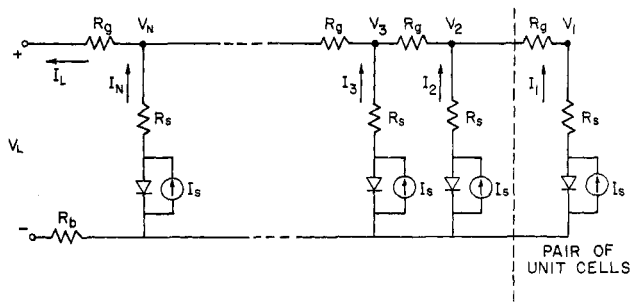 Rg VN Rg V3 Rg V2 Rg V1
+ IL IN I3 I2 I1
Rs Rs Rs Rs
VL
Is Is Is Is
- Rb
PAIR OF
UNIT CELLS